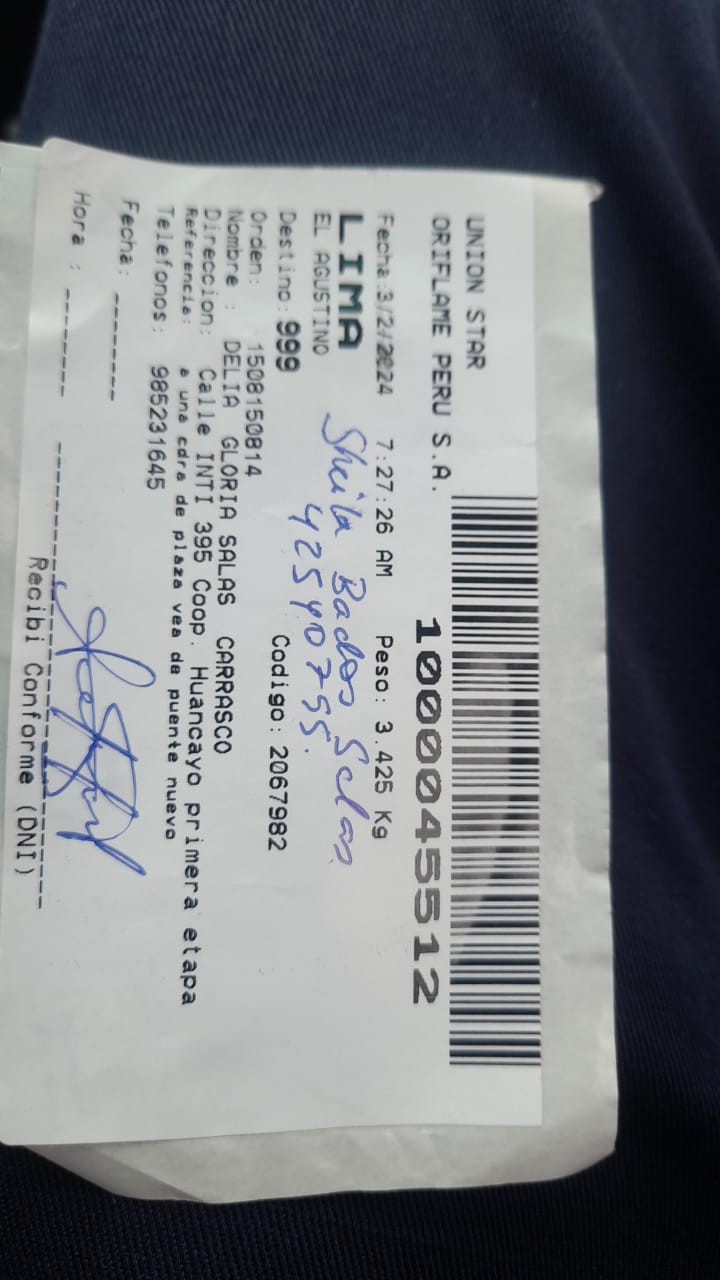 UNION STAR
ORIFLAME PERU S.A.
1000045512
Fecha:3/2/2024 7:27:26 AM Peso: 3.425 Kg
LIMA
EL AGUSTINO
Sheila Bados Salas
42540755.
Destino: 999
Codigo: 2067982
Orden: 1508150814
Nombre : DELIA GLORIA SALAS CARRASCO
Direccion: Calle INTI 395 Coop. Huancayo primera etapa
Referencia: a una cdra de plaza vea de puente nuevo
Telefonos: 985231645
Fecha: --------
Hora : --------
Recibi Conforme (DNI)